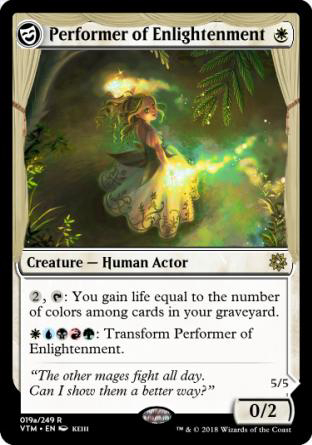 Performer of Enlightenment
Creature — Human Actor
2, : You gain life equal to the number
of colors among cards in your graveyard.
: Transform Performer of
Enlightenment.
“The other mages fight all day.
Can I show them a better way?”
5/5
0/2
019a/249 R
VTM • EN KEIII
™ & © 2018 Wizards of the Coast